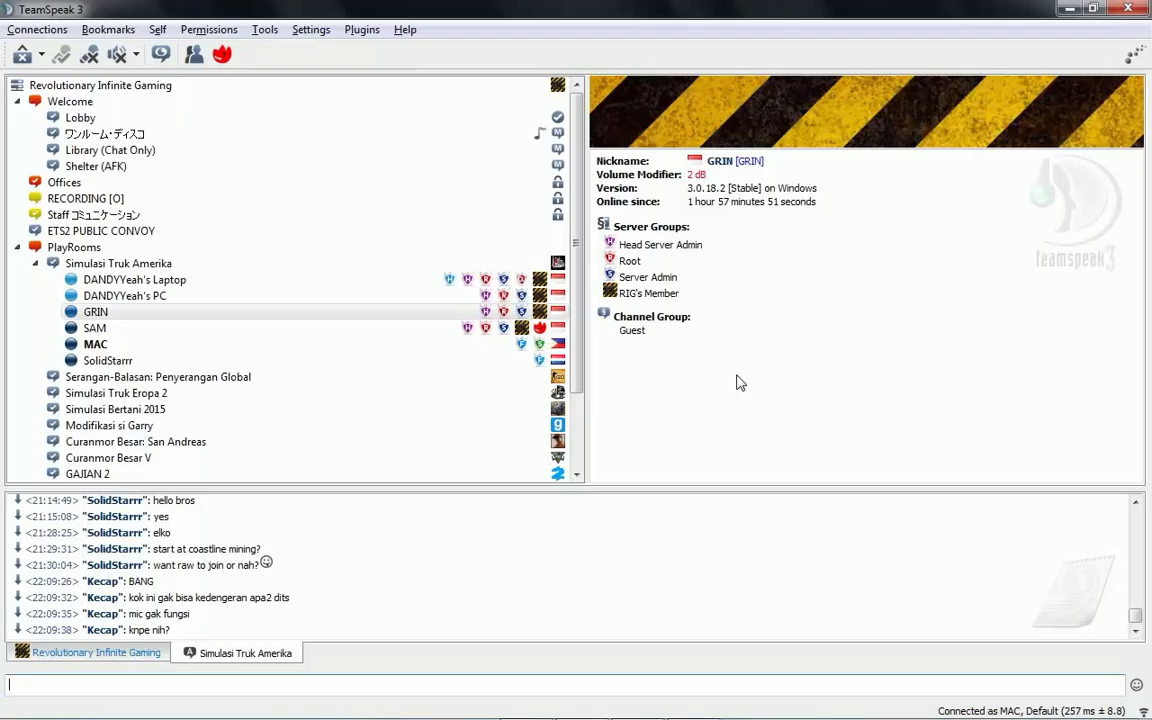 TeamSpeak 3
Connections Bookmarks Self Permissions Tools Settings Plugins Help
Revolutionary Infinite Gaming
Welcome
Lobby
ワンルーム・ディスコ
Library (Chat Only)
Shelter (AFK)
Offices
RECORDING [O]
Staff コミュニケーション
ETS2 PUBLIC CONVOY
PlayRooms
Simulasi Truk Amerika
DANDYYeah's Laptop
DANDYYeah's PC
GRIN
SAM
MAC
SolidStarrr
Serangan-Balasan: Penyerangan Global
Simulasi Truk Eropa 2
Simulasi Bertani 2015
Modifikasi si Garry
Curanmor Besar: San Andreas
Curanmor Besar V
GAJIAN 2
Nickname: GRIN [GRIN]
Volume Modifier: 2 dB
Version: 3.0.18.2 [Stable] on Windows
Online since: 1 hour 57 minutes 51 seconds
Server Groups:
Head Server Admin
Root
Server Admin
RIG's Member
Channel Group:
Guest
teamspeak3
<21:14:49> "SolidStarrr": hello bros
<21:15:08> "SolidStarrr": yes
<21:28:25> "SolidStarrr": elko
<21:29:31> "SolidStarrr": start at coastline mining?
<21:30:04> "SolidStarrr": want raw to join or nah?
<22:09:26> "Kecap": BANG
<22:09:32> "Kecap": kok ini gak bisa kedengeran apa2 dits
<22:09:35> "Kecap": mic gak fungsi
<22:09:38> "Kecap": knpe nih?
Revolutionary Infinite Gaming Simulasi Truk Amerika
Connected as MAC, Default (257 ms ± 8.8)